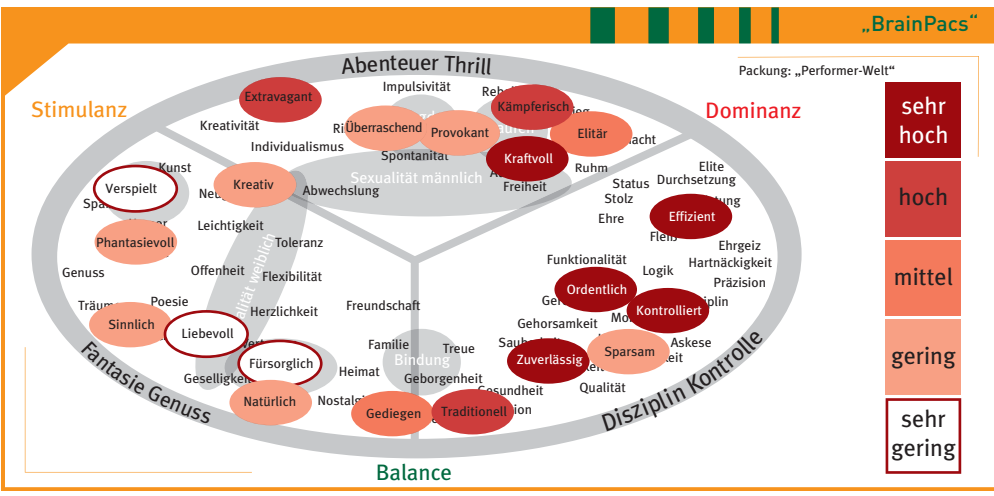 „BrainPacs“
Packung: „Performer-Welt“
Abenteuer Thrill
Stimulanz
Dominanz
Impulsivität
Extravagant
Kämpferisch
Kreativität
Überraschend
Provokant
Elitär
Individualismus
Spontanität
Kraftvoll
Ruhm
Sexualität männlich
Freiheit
Kunst
Verspielt
Kreativ
Abwechslung
Elite
Durchsetzung
Status
Stolz
Ehre
Effizient
Fleiß
Leichtigkeit
Phantasievoll
Toleranz
Ehrgeiz
Hartnäckigkeit
Präzision
Genuss
Offenheit
Flexibilität
Funktionalität
Logik
Ordentlich
Kontrolliert
Poesie
Herzlichkeit
Freundschaft
Sinnlich
Liebevoll
Gehorsamkeit
Familie
Treue
Bindung
Zuverlässig
Sparsam
Askese
Fürsorglich
Heimat
Geborgenheit
Geselligkeit
Qualität
Natürlich
Gediegen
Traditionell
Fantasie Genuss
Disziplin Kontrolle
Balance
sehr
hoch
hoch
mittel
gering
sehr
gering